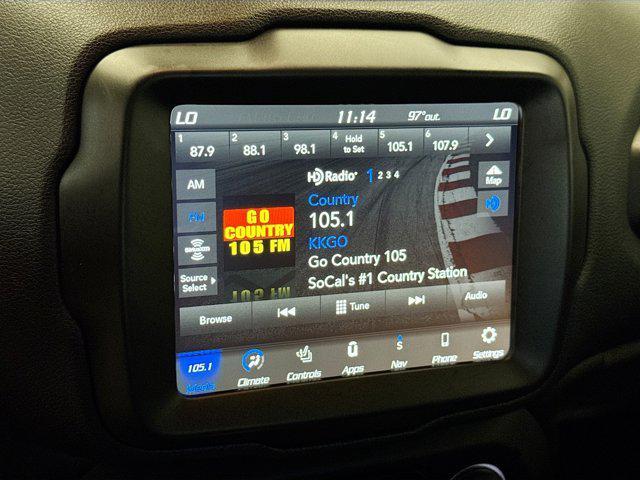 LO 11:14 97°out. LO
1 87.9 2 88.1 3 98.1 4 Hold to Set 5 105.1 6 107.9
AM
FM
SiriusXM
Source Select
HD Radio 1 2 3 4
Map
Country
105.1
KKGO
Go Country 105
SoCal's #1 Country Station
GO
COUNTRY
105 FM
Browse Tune Audio
105.1 Climate Controls Apps S Nav Phone Settings